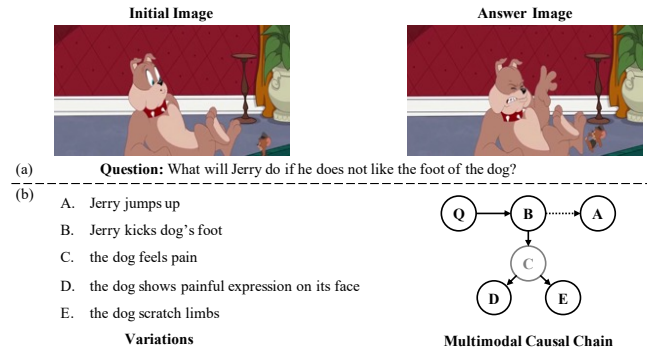 Initial Image
Answer Image
(a)
Question: What will Jerry do if he does not like the foot of the dog?
(b)
A. Jerry jumps up
B. Jerry kicks dog's foot
C. the dog feels pain
D. the dog shows painful expression on its face
E. the dog scratch limbs
Variations
Q
B
A
C
D
E
Multimodal Causal Chain